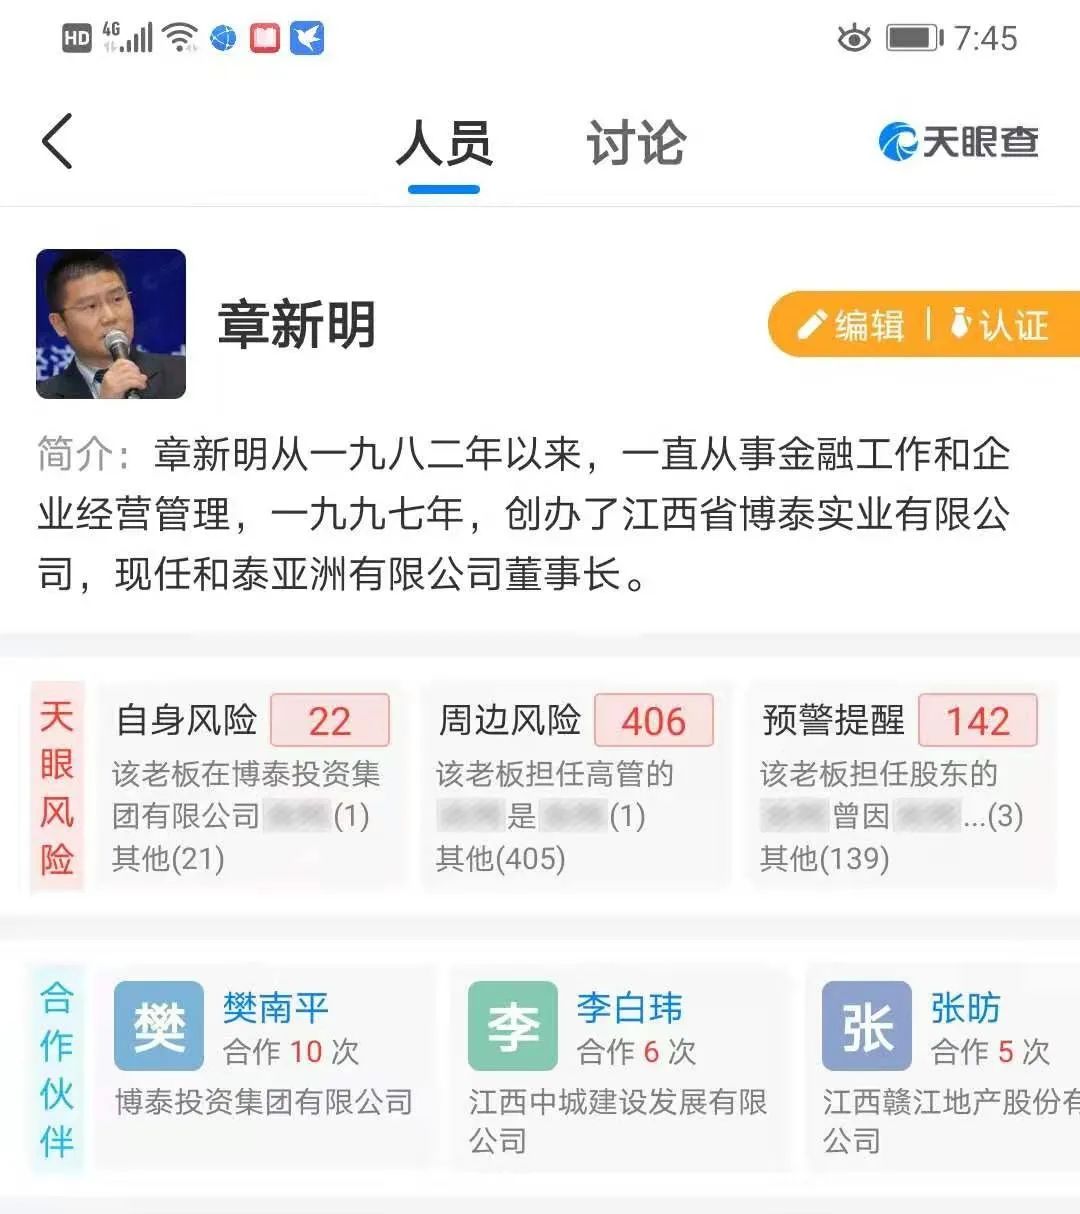 HD 4G 7:45
人员 讨论 天眼查
章新明 编辑 认证
经济
简介：章新明从一九八二年以来，一直从事金融工作和企
业经营管理，一九九七年，创办了江西省博泰实业有限公
司，现任和泰亚洲有限公司董事长。
天眼风险
自身风险 22
该老板在博泰投资集
团有限公司 (1)
其他(21)
周边风险 406
该老板担任高管的
是 (1)
其他(405)
预警提醒 142
该老板担任股东的
曾因 ...(3)
其他(139)
合作伙伴
樊 樊南平
合作 10 次
博泰投资集团有限公司
李 李白玮
合作 6 次
江西中城建设发展有限
公司
张 张昉
合作 5 次
江西赣江地产股份有
公司